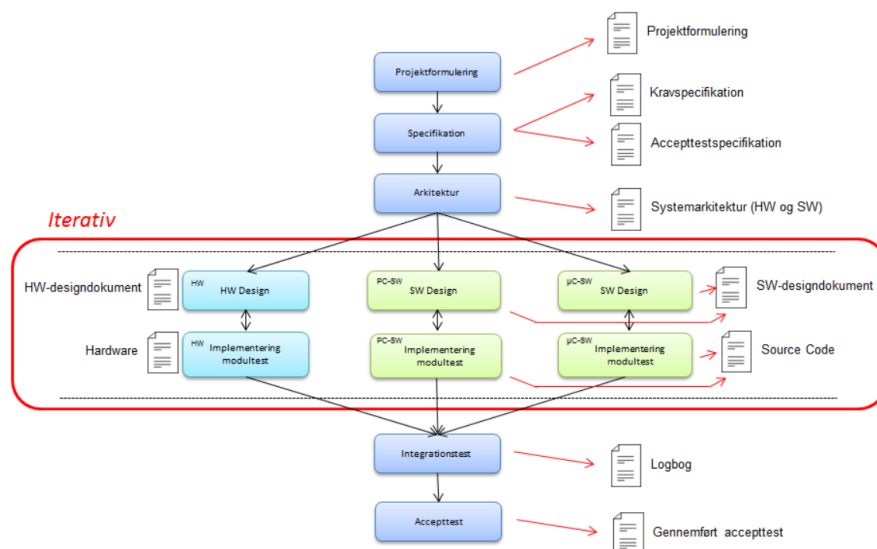 Projektformulering
Projektformulering
Kravspecifikation
Specifikation
Accepttestspecifikation
Arkitektur
Systemarkitektur (HW og SW)
Iterativ
HW-designdokument
HW
HW Design
PC-SW
SW Design
µC-SW
SW Design
SW-designdokument
Hardware
HW
Implementering
modultest
PC-SW
Implementering
modultest
µC-SW
Implementering
modultest
Source Code
Integrationstest
Logbog
Accepttest
Gennemført accepttest